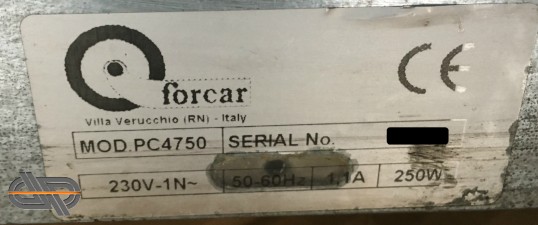 forcar
CE
Villa Verucchio (RN) - Italy
MOD.PC4750 SERIAL No.
230V-1N~ 50-60Hz 1,1A 250W